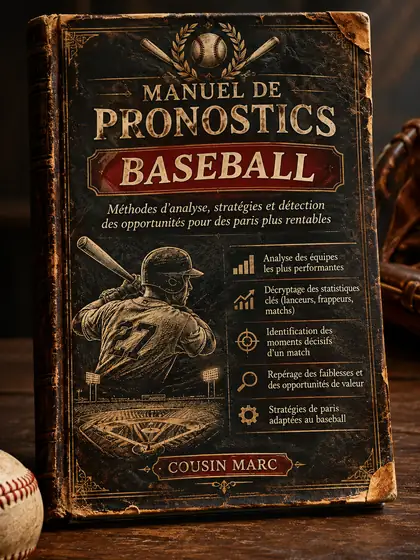 MANUEL DE
PRONOSTICS
BASEBALL
Méthodes d'analyse, stratégies et détection
des opportunités pour des paris plus rentables
27
Analyse des équipes
les plus performantes
Décryptage des statistiques
clés (lanceurs, frappeurs,
matchs)
Identification des
moments décisifs
d'un match
Repérage des faiblesses et
des opportunités de valeur
Stratégies de paris
adaptées au baseball
COUSIN MARC